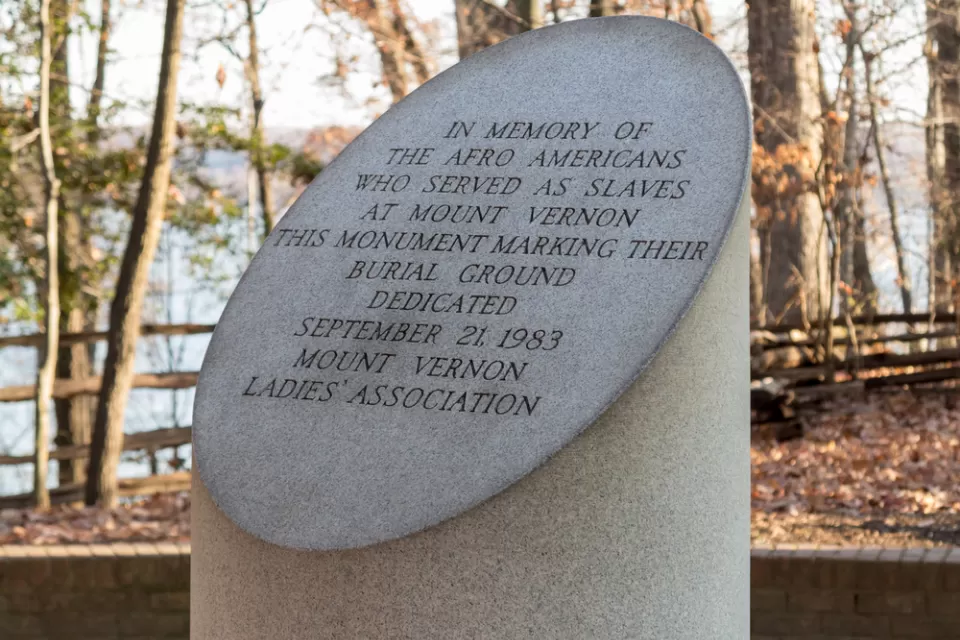 IN MEMORY OF
THE AFRO AMERICANS
WHO SERVED AS SLAVES
AT MOUNT VERNON
THIS MONUMENT MARKING THEIR
BURIAL GROUND
DEDICATED
SEPTEMBER 21, 1983
MOUNT VERNON
LADIES' ASSOCIATION